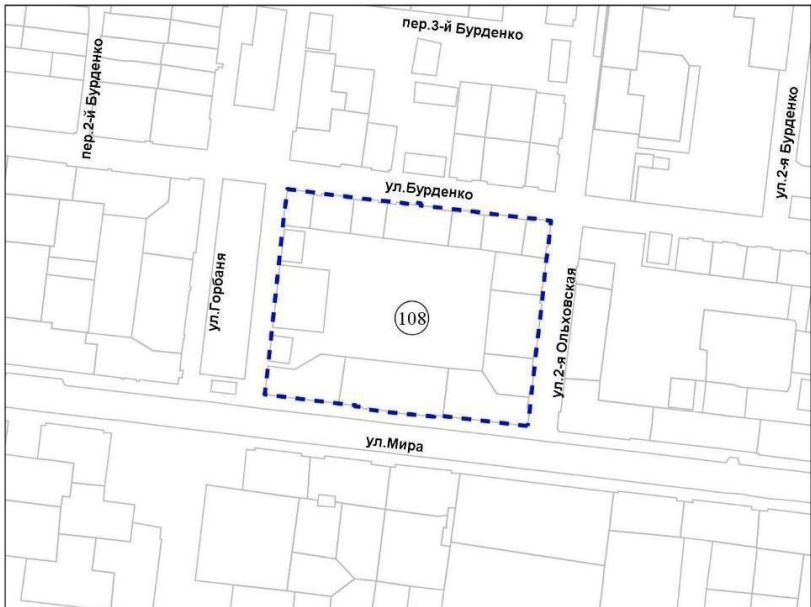 пер.3-й Бурденко
пер.2-й Бурденко
ул.2-я Бурденко
ул.Бурденко
ул.Горбаня
108
ул.2-я Ольховская
ул.Мира